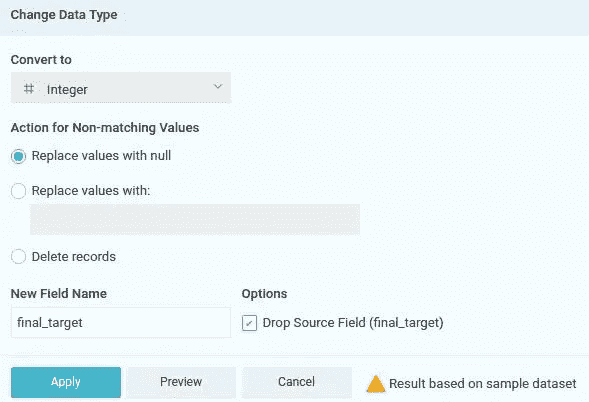 Change Data Type
Convert to
# Integer
Action for Non-matching Values
Replace values with null
Replace values with:
Delete records
New Field Name Options
final_target Drop Source Field (final_target)
Apply Preview Cancel Result based on sample dataset